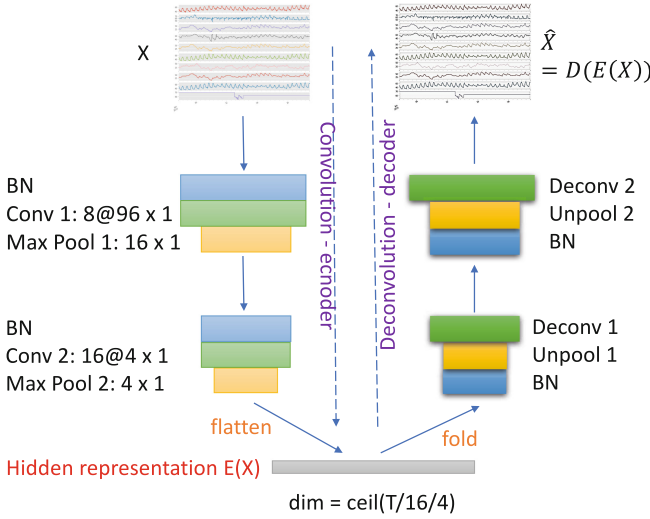 X
X̂
= D(E(X))
BN
Conv 1: 8@96 x 1
Max Pool 1: 16 x 1
BN
Conv 2: 16@4 x 1
Max Pool 2: 4 x 1
flatten
Convolution - ecnoder
Deconvolution - decoder
Deconv 2
Unpool 2
BN
Deconv 1
Unpool 1
BN
fold
Hidden representation E(X)
dim = ceil(T/16/4)